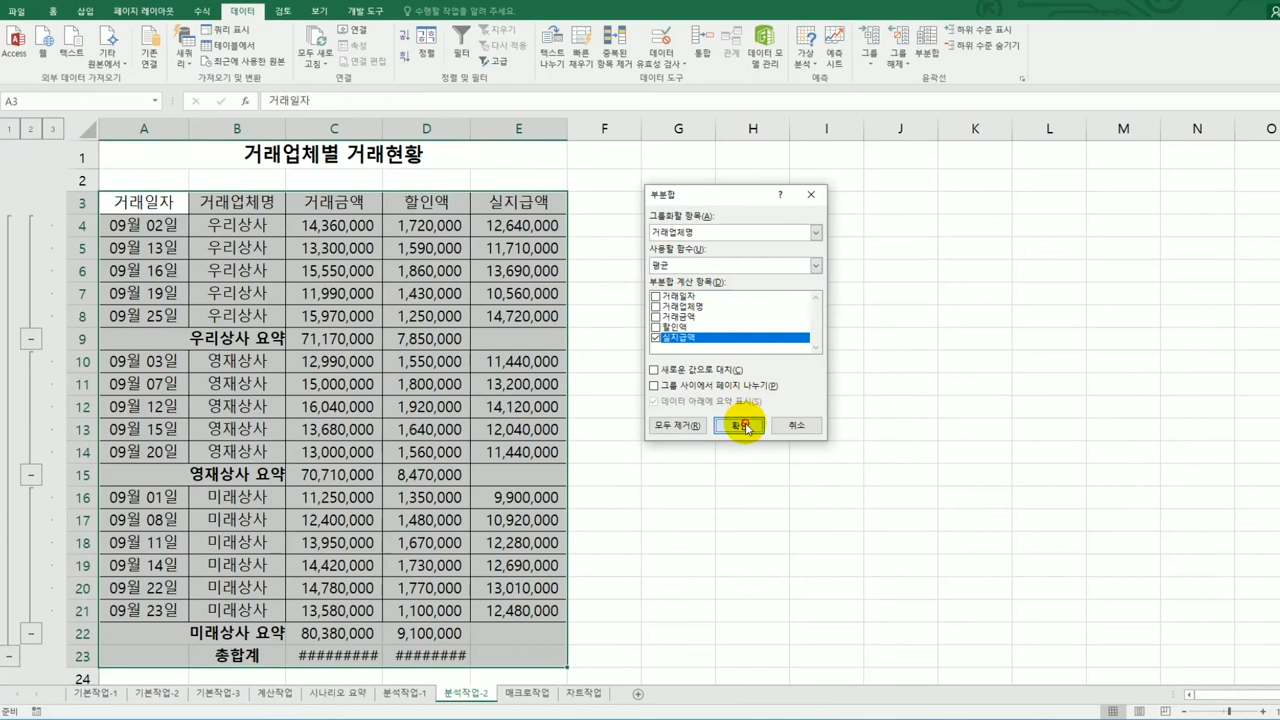 파일 홈 삽입 페이지 레이아웃 수식 데이터 검토 보기 개발 도구 수행할 작업을 알려 주세요.
Access 웹 텍스트 기타 원본에서 기존 연결 새쿼리 쿼리 표시 테이블에서 최근에 사용한 원본 모두 새로 고침 연결 속성 연결 편집 정렬 필터 지우기 다시 적용 고급 텍스트 나누기 빠른 채우기 중복된 항목 제거 데이터 유효성 검사 통합 관계 데이터 모델 관리 가상 분석 예측 시트 그룹 그룹 해제 부분합 하위 수준 표시 하위 수준 숨기기
외부 데이터 가져오기 가져오기 및 변환 연결 정렬 및 필터 데이터 도구 예측 윤곽선
A3 fx 거래일자
1 2 3 A B C D E F G H I J K L M N O
1 거래업체별 거래현황
2
3 거래일자 거래업체명 거래금액 할인액 실지급액
4 09월 02일 우리상사 14,360,000 1,720,000 12,640,000
5 09월 13일 우리상사 13,300,000 1,590,000 11,710,000
6 09월 16일 우리상사 15,550,000 1,860,000 13,690,000
7 09월 19일 우리상사 11,990,000 1,430,000 10,560,000
8 09월 25일 우리상사 15,970,000 1,250,000 14,720,000
9 우리상사 요약 71,170,000 7,850,000
10 09월 03일 영재상사 12,990,000 1,550,000 11,440,000
11 09월 07일 영재상사 15,000,000 1,800,000 13,200,000
12 09월 12일 영재상사 16,040,000 1,920,000 14,120,000
13 09월 15일 영재상사 13,680,000 1,640,000 12,040,000
14 09월 20일 영재상사 13,000,000 1,560,000 11,440,000
15 영재상사 요약 70,710,000 8,470,000
16 09월 01일 미래상사 11,250,000 1,350,000 9,900,000
17 09월 08일 미래상사 12,400,000 1,480,000 10,920,000
18 09월 11일 미래상사 13,950,000 1,670,000 12,280,000
19 09월 14일 미래상사 14,420,000 1,730,000 12,690,000
20 09월 22일 미래상사 14,780,000 1,770,000 13,010,000
21 09월 23일 미래상사 13,580,000 1,100,000 12,480,000
22 미래상사 요약 80,380,000 9,100,000
23 총합계 ######### ########
24
부분합 ?
그룹화할 항목(A):
거래업체명
사용할 함수(U):
평균
부분합 계산 항목(D):
거래일자
거래업체명
거래금액
할인액
실지급액
새로운 값으로 대치(C)
그룹 사이에서 페이지 나누기(P)
데이터 아래에 요약 표시(S)
모두 제거(R) 확인 취소
기본작업-1 기본작업-2 기본작업-3 계산작업 시나리오 요약 분석작업-1 분석작업-2 매크로작업 차트작업
준비